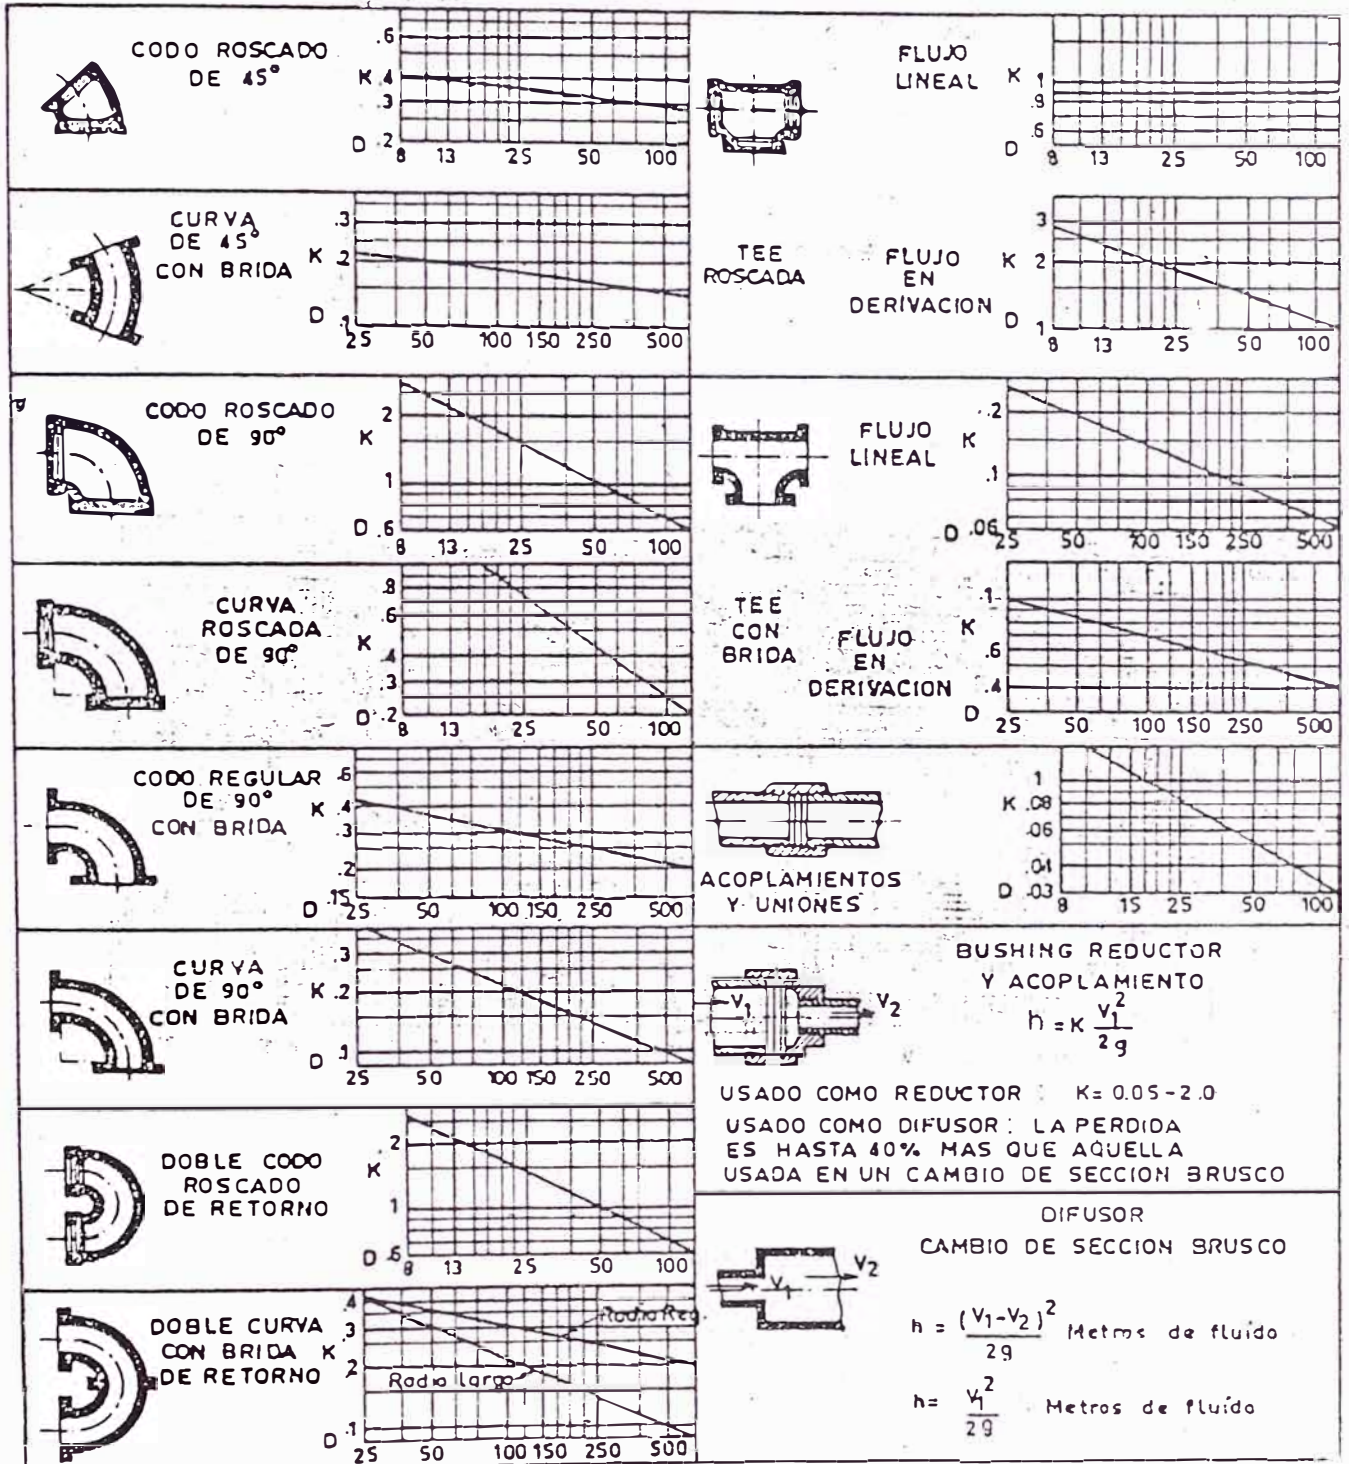 CODO ROSCADO
DE 45°
.6
K .4
.3
D .2
8 13 25 50 100
CURVA
DE 45°
CON BRIDA
.3
K
.2
D .1
25 50 100 150 250 500
CODO ROSCADO
DE 90°
2
K
1
D .6
8 13 25 50 100
CURVA
ROSCADA
DE 90°
.8
.6
K
.4
.3
D .2
8 13 25 50 100
CODO REGULAR
DE 90°
CON BRIDA
.6
K .4
.3
.2
D .15
25 50 100 150 250 500
CURVA
DE 90°
CON BRIDA
.3
K .2
D .1
25 50 100 150 250 500
DOBLE CODO
ROSCADO
DE RETORNO
2
K
1
D .6
8 13 25 50 100
DOBLE CURVA
CON BRIDA
DE RETORNO
.4
.3
K
.2
D .1
Radio Reg.
Radio largo
25 50 100 150 250 500
FLUJO
LINEAL
K 1
.9
.6
D
8 13 25 50 100
TEE
ROSCADA
FLUJO
EN
DERIVACION
3
K 2
D 1
8 13 25 50 100
FLUJO
LINEAL
.2
K
.1
D .06
25 50 100 150 250 500
TEE
CON
BRIDA
FLUJO
EN
DERIVACION
.1
K
.6
.4
D
25 50 100 150 250 500
ACOPLAMIENTOS
Y UNIONES
1
K .08
.06
.04
D .03
8 15 25 50 100
V₁ V₂
BUSHING REDUCTOR
Y ACOPLAMIENTO
h = K V₁²/2g
USADO COMO REDUCTOR : K= 0.05-2.0
USADO COMO DIFUSOR: LA PERDIDA
ES HASTA 40% MAS QUE AQUELLA
USADA EN UN CAMBIO DE SECCION BRUSCO
DIFUSOR
CAMBIO DE SECCION BRUSCO
V₁ V₂
h = (V₁-V₂)²/2g Metros de fluido
h= V₁²/2g Metros de fluido